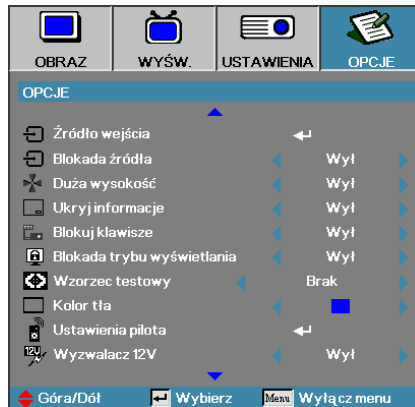 OBRAZ WYŚW. USTAWIENIA OPCJE
OPCJE
Źródło wejścia
Blokada źródła Wył
Duża wysokość Wył
Ukryj informacje Wył
Blokuj klawisze Wył
Blokada trybu wyświetlania Wył
Wzorzec testowy Brak
Kolor tła
Ustawienia pilota
12V Wyzwalacz 12V Wył
Góra/Dół Wybierz Menu Wyłącz menu